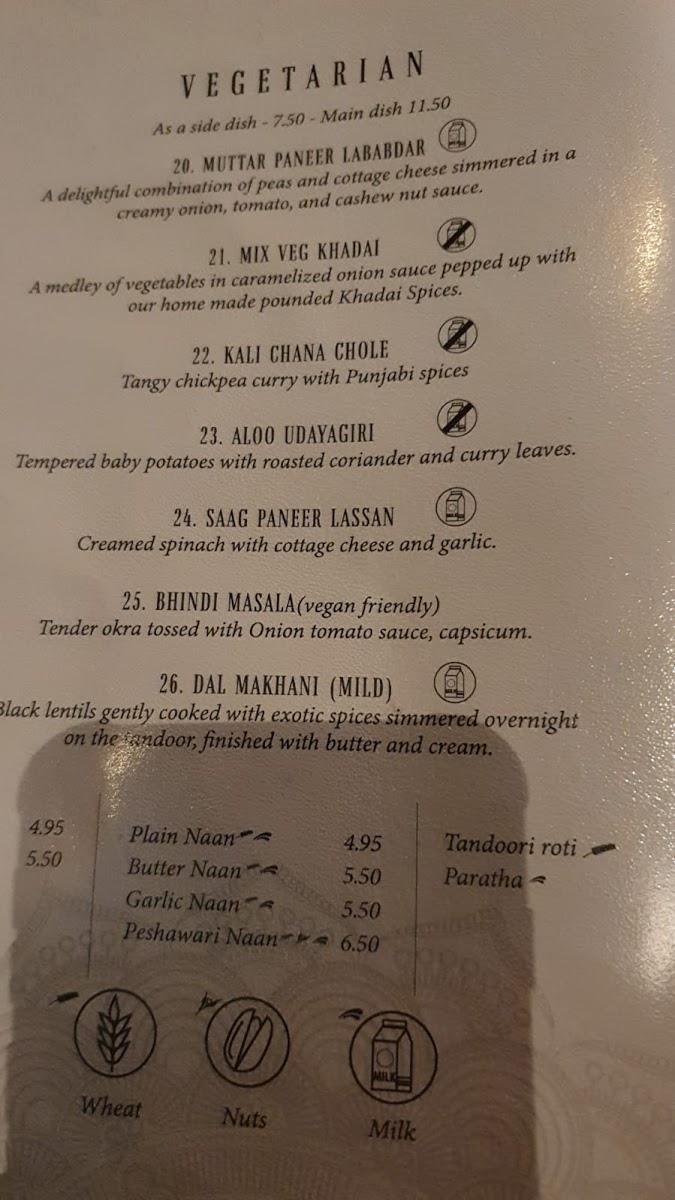 VEGETARIAN
As a side dish - 7.50 - Main dish 11.50
20. MUTTAR PANEER LABABDAR
A delightful combination of peas and cottage cheese simmered in a
creamy onion, tomato, and cashew nut sauce.
21. MIX VEG KHADAI
A medley of vegetables in caramelized onion sauce pepped up with
our home made pounded Khadai Spices.
22. KALI CHANA CHOLE
Tangy chickpea curry with Punjabi spices
23. ALOO UDAYAGIRI
Tempered baby potatoes with roasted coriander and curry leaves.
24. SAAG PANEER LASSAN
Creamed spinach with cottage cheese and garlic.
25. BHINDI MASALA(vegan friendly)
Tender okra tossed with Onion tomato sauce, capsicum.
26. DAL MAKHANI (MILD)
Black lentils gently cooked with exotic spices simmered overnight
on the tandoor, finished with butter and cream.
4.95
5.50
Plain Naan 4.95
Butter Naan 5.50
Garlic Naan 5.50
Peshawari Naan 6.50
Tandoori roti
Paratha
MILK
Wheat
Nuts
Milk